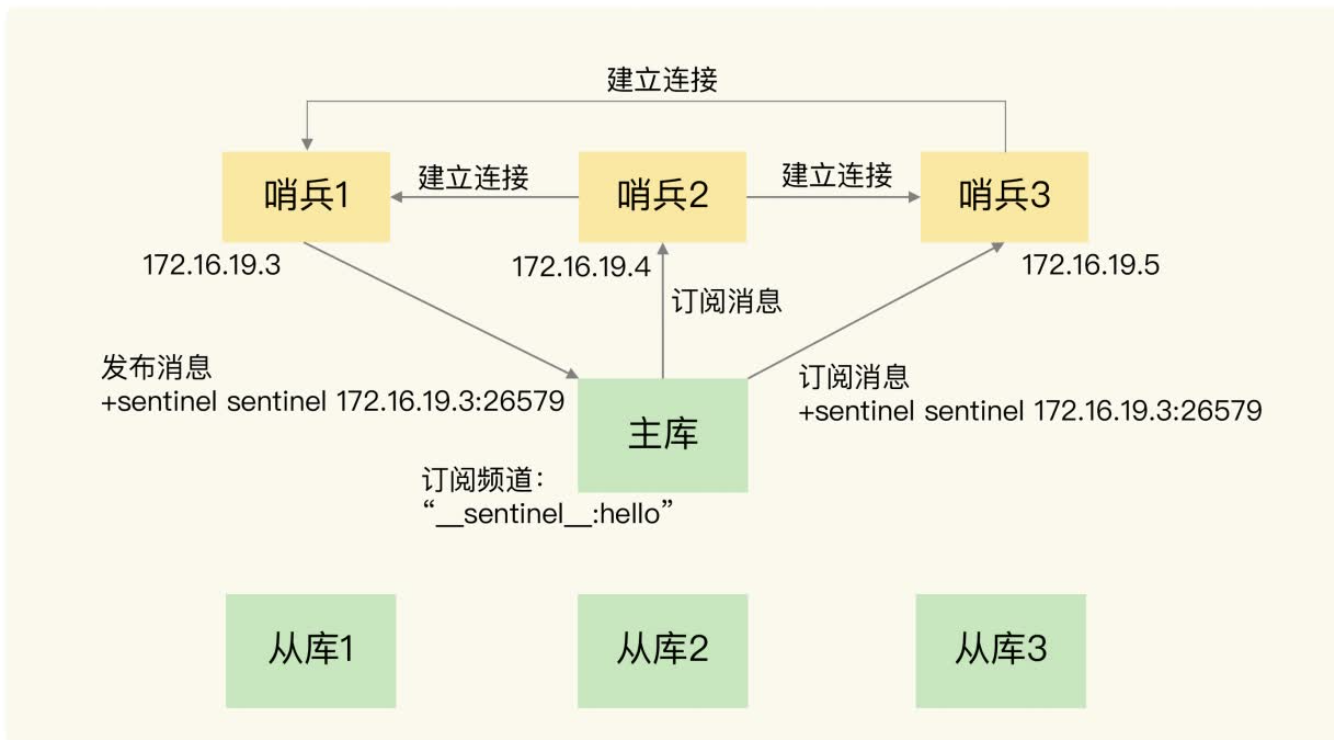 建立连接
哨兵1
建立连接
哨兵2
建立连接
哨兵3
172.16.19.3
172.16.19.4
172.16.19.5
订阅消息
发布消息
+sentinel sentinel 172.16.19.3:26579
订阅消息
+sentinel sentinel 172.16.19.3:26579
主库
订阅频道：
“__sentinel__:hello”
从库1
从库2
从库3